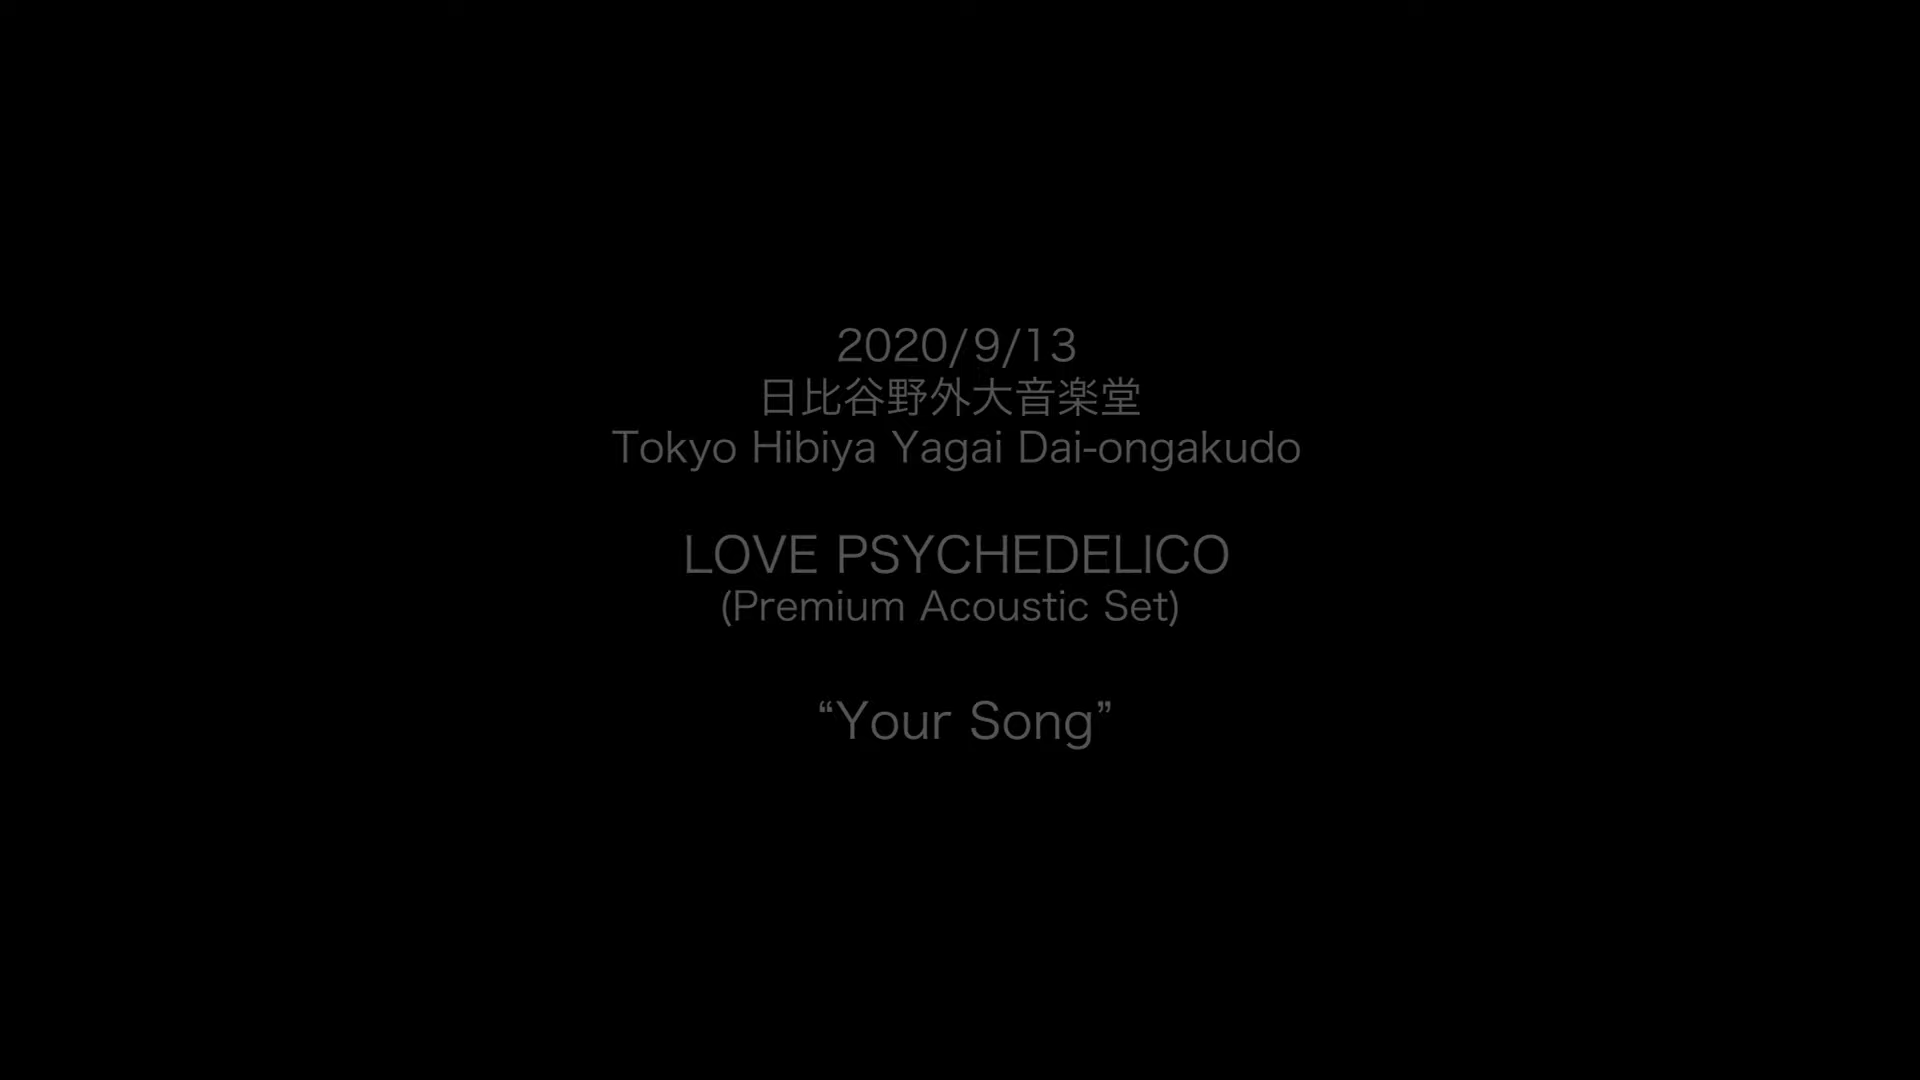 2020/9/13
日比谷野外大音楽堂
Tokyo Hibiya Yagai Dai-ongakudo
LOVE PSYCHEDELICO
(Premium Acoustic Set)
“Your Song”